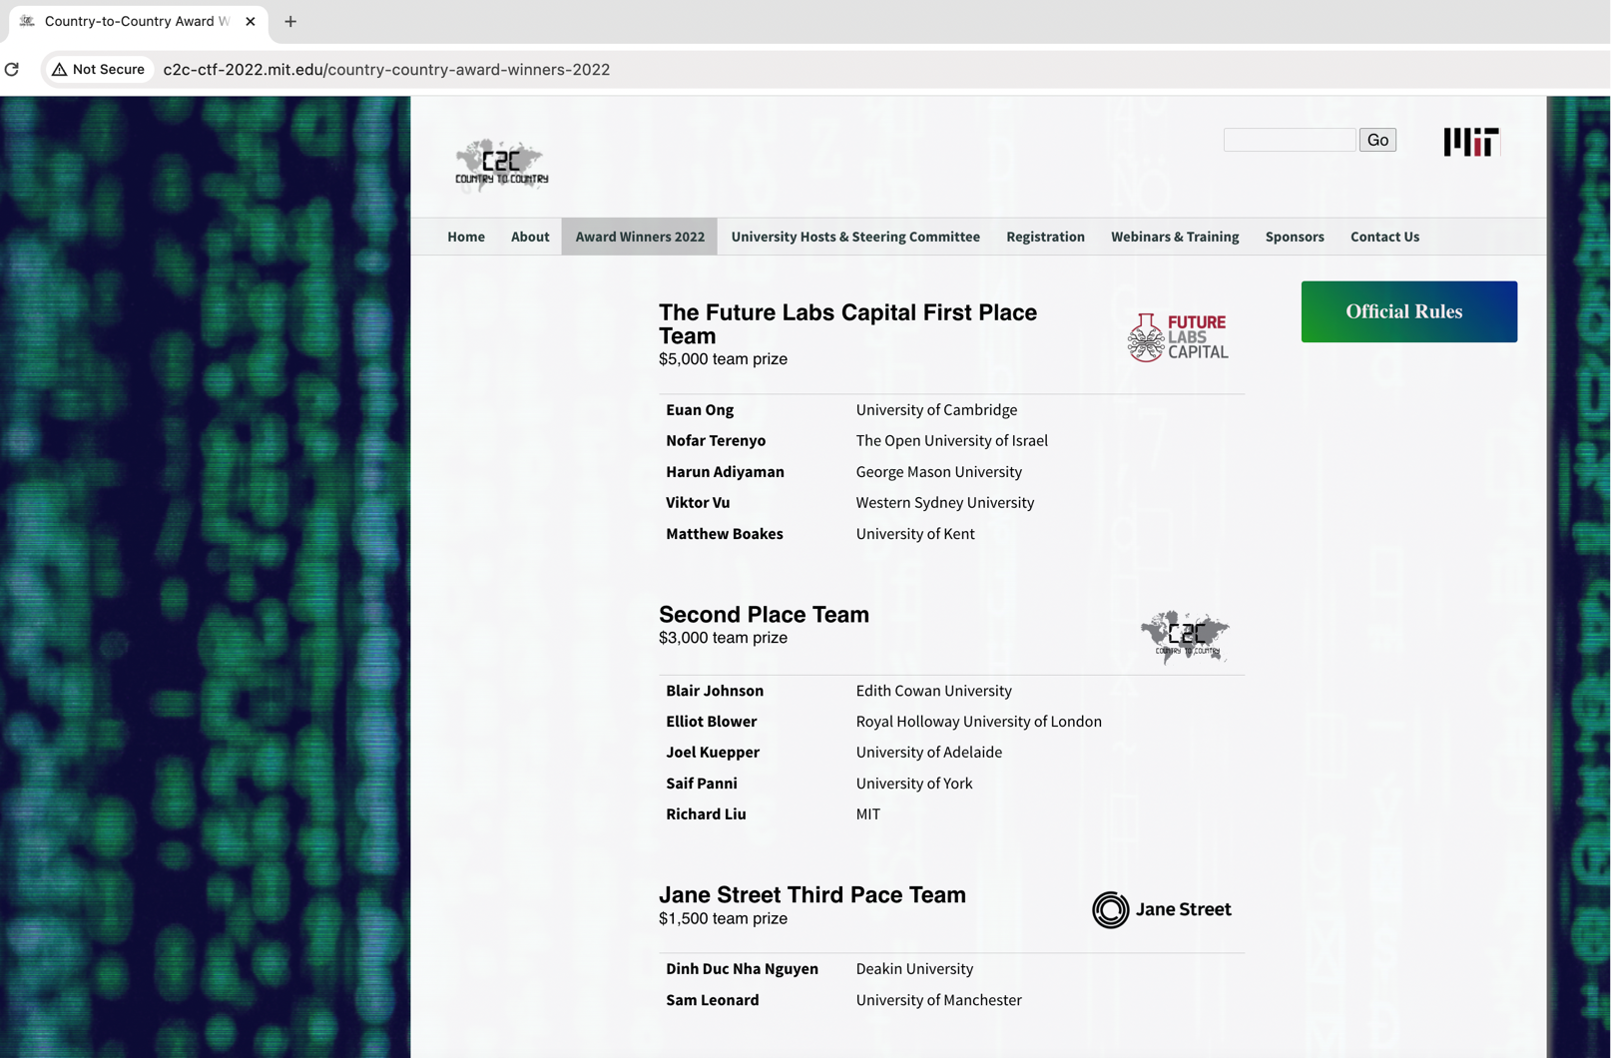 Country-to-Country Award W
Not Secure c2c-ctf-2022.mit.edu/country-country-award-winners-2022
C2C
COUNTRY TO COUNTRY
Go
MIT
Home About Award Winners 2022 University Hosts & Steering Committee Registration Webinars & Training Sponsors Contact Us
Official Rules
The Future Labs Capital First Place
Team
$5,000 team prize
FUTURE
LABS
CAPITAL
Euan Ong University of Cambridge
Nofar Terenyo The Open University of Israel
Harun Adiyaman George Mason University
Viktor Vu Western Sydney University
Matthew Boakes University of Kent
Second Place Team
$3,000 team prize
C2C
COUNTRY TO COUNTRY
Blair Johnson Edith Cowan University
Elliot Blower Royal Holloway University of London
Joel Kuepper University of Adelaide
Saif Panni University of York
Richard Liu MIT
Jane Street Third Pace Team
$1,500 team prize
Jane Street
Dinh Duc Nha Nguyen Deakin University
Sam Leonard University of Manchester